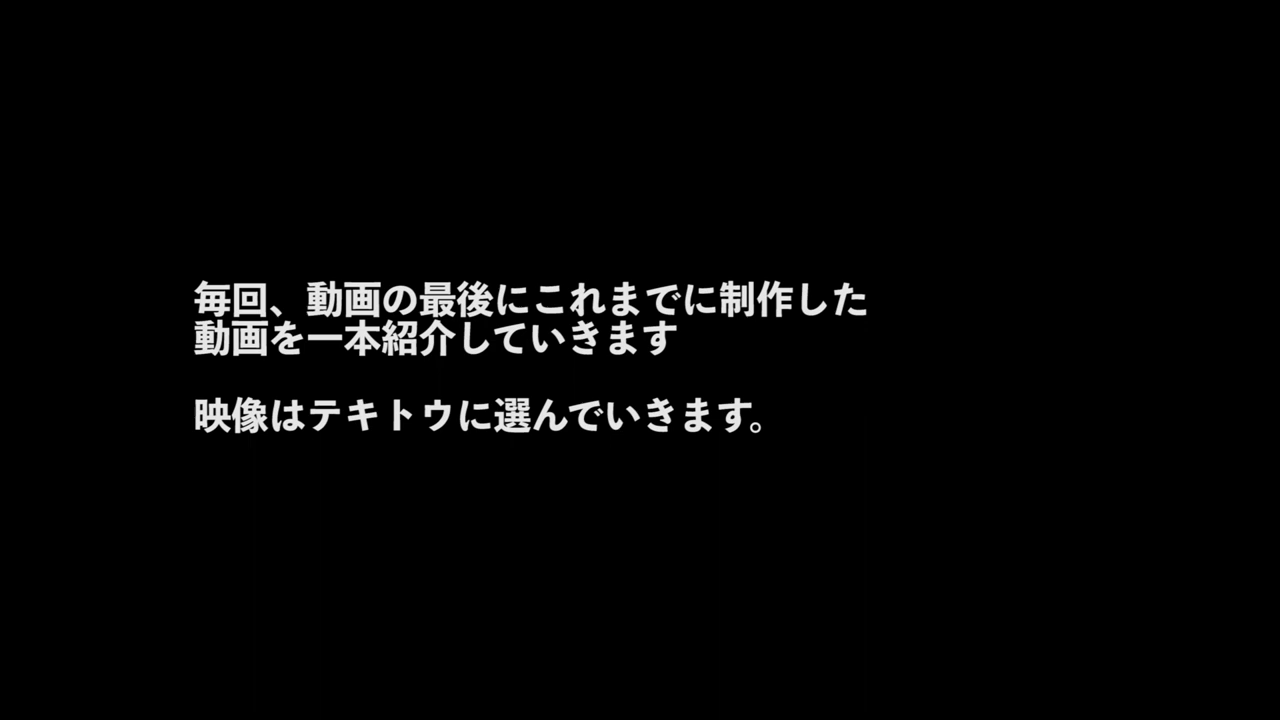 毎回、動画の最後にこれまでに制作した
動画を一本紹介していきます
映像はテキトウに選んでいきます。